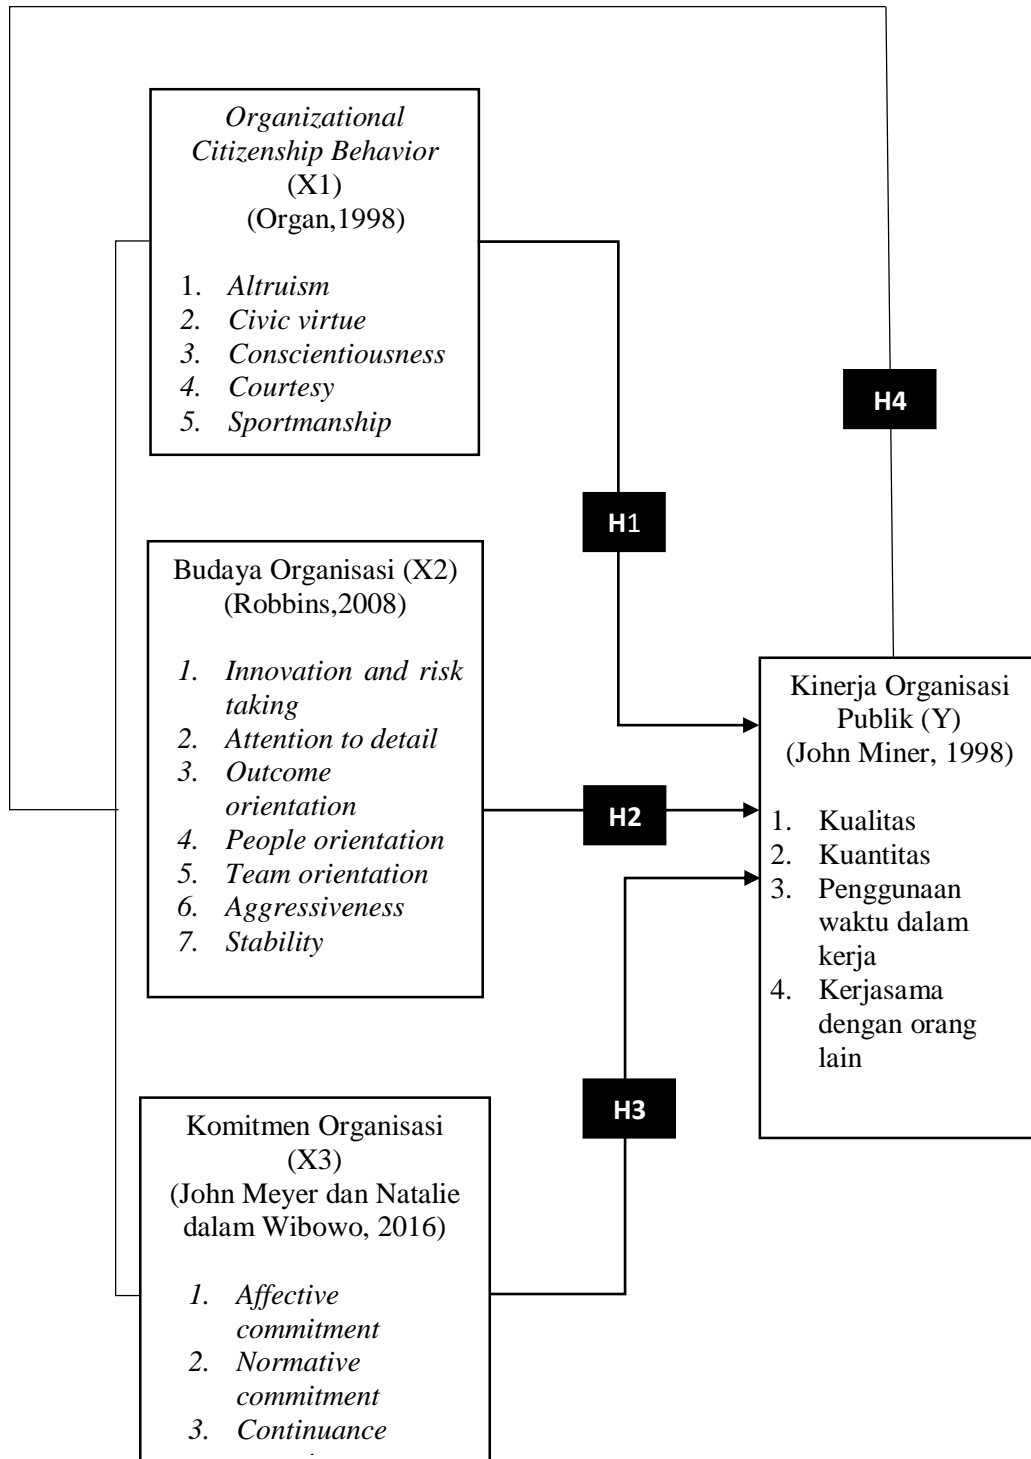 Organizational
Citizenship Behavior
(X1)
(Organ,1998)
1. Altruism
2. Civic virtue
3. Conscientiousness
4. Courtesy
5. Sportmanship
H4
H1
Budaya Organisasi (X2)
(Robbins,2008)
1. Innovation and risk
taking
2. Attention to detail
3. Outcome
orientation
4. People orientation
5. Team orientation
6. Aggressiveness
7. Stability
H2
Kinerja Organisasi
Publik (Y)
(John Miner, 1998)
1. Kualitas
2. Kuantitas
3. Penggunaan
waktu dalam
kerja
4. Kerjasama
dengan orang
lain
H3
Komitmen Organisasi
(X3)
(John Meyer dan Natalie
dalam Wibowo, 2016)
1. Affective
commitment
2. Normative
commitment
3. Continuance